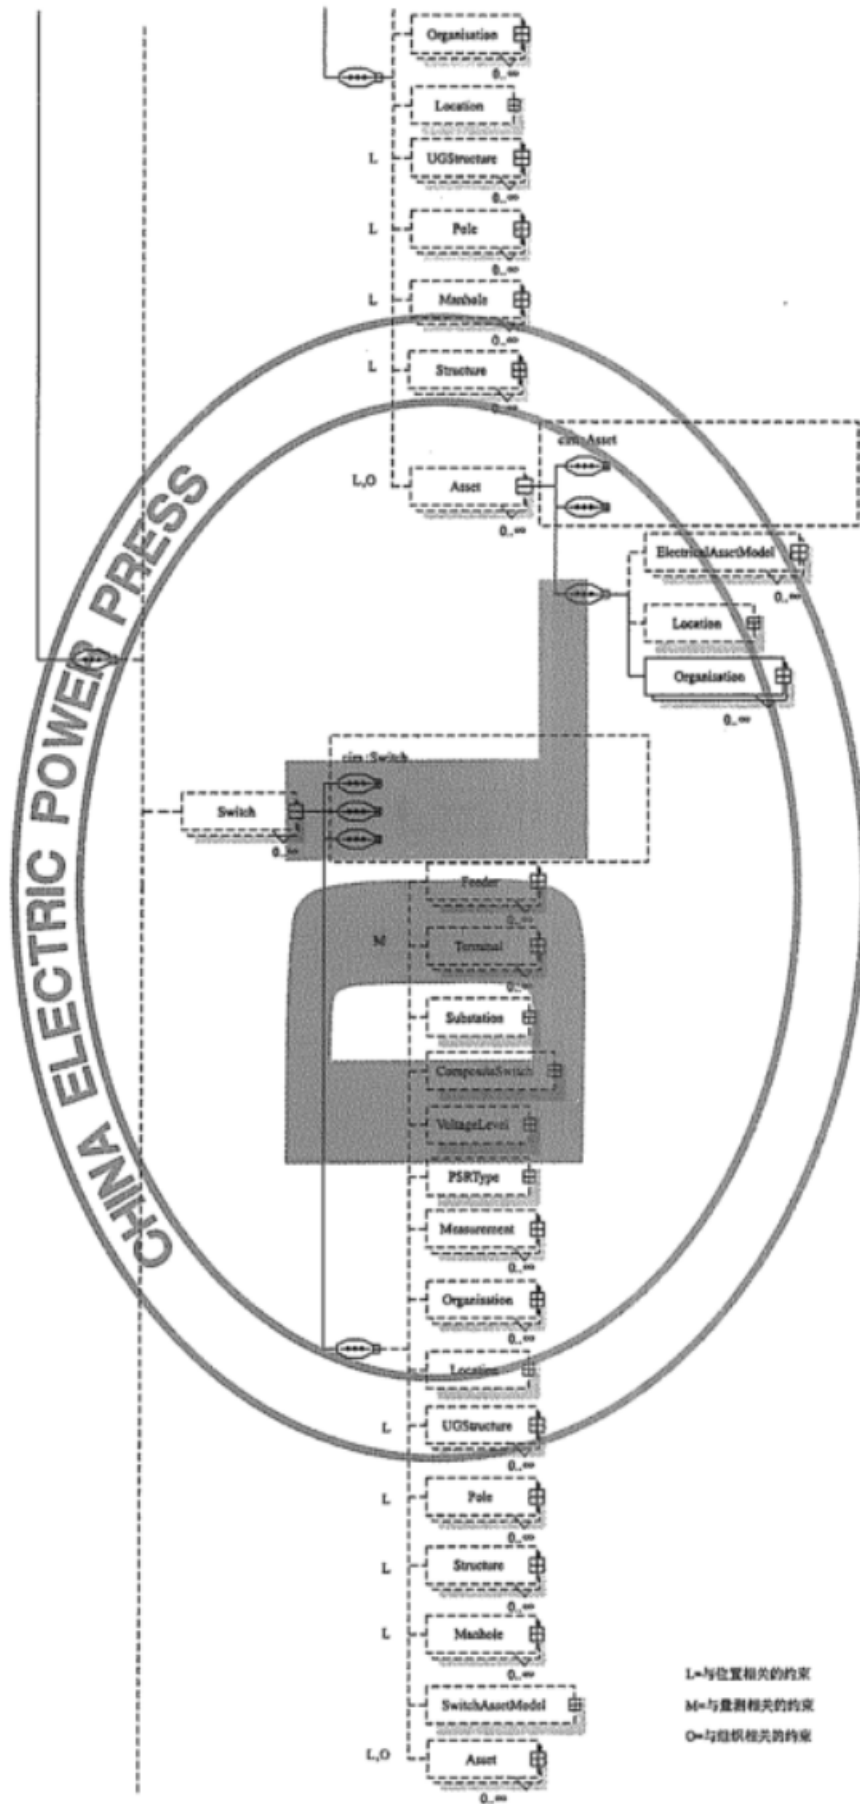 Organisation
0..∞
Location
L
UGStructure
0..∞
L
Pole
0..∞
L
Manhole
0..∞
L
Structure
0..∞
cim::Asset
L,O
Asset
0..∞
ElectricalAssetModel
0..∞
Location
Organisation
0..∞
cim::Switch
Switch
0..∞
Feeder
0..∞
M
Terminal
0..∞
Substation
CompositeSwitch
VoltageLevel
PSRType
Measurement
0..∞
Organisation
0..∞
Location
L
UGStructure
0..∞
L
Pole
0..∞
L
Structure
0..∞
L
Manhole
0..∞
SwitchAssetModel
L,O
Asset
0..∞
L=与位置相关的约束
M=与量测相关的约束
O=与组织相关的约束
CHINA ELECTRIC POWER PRESS